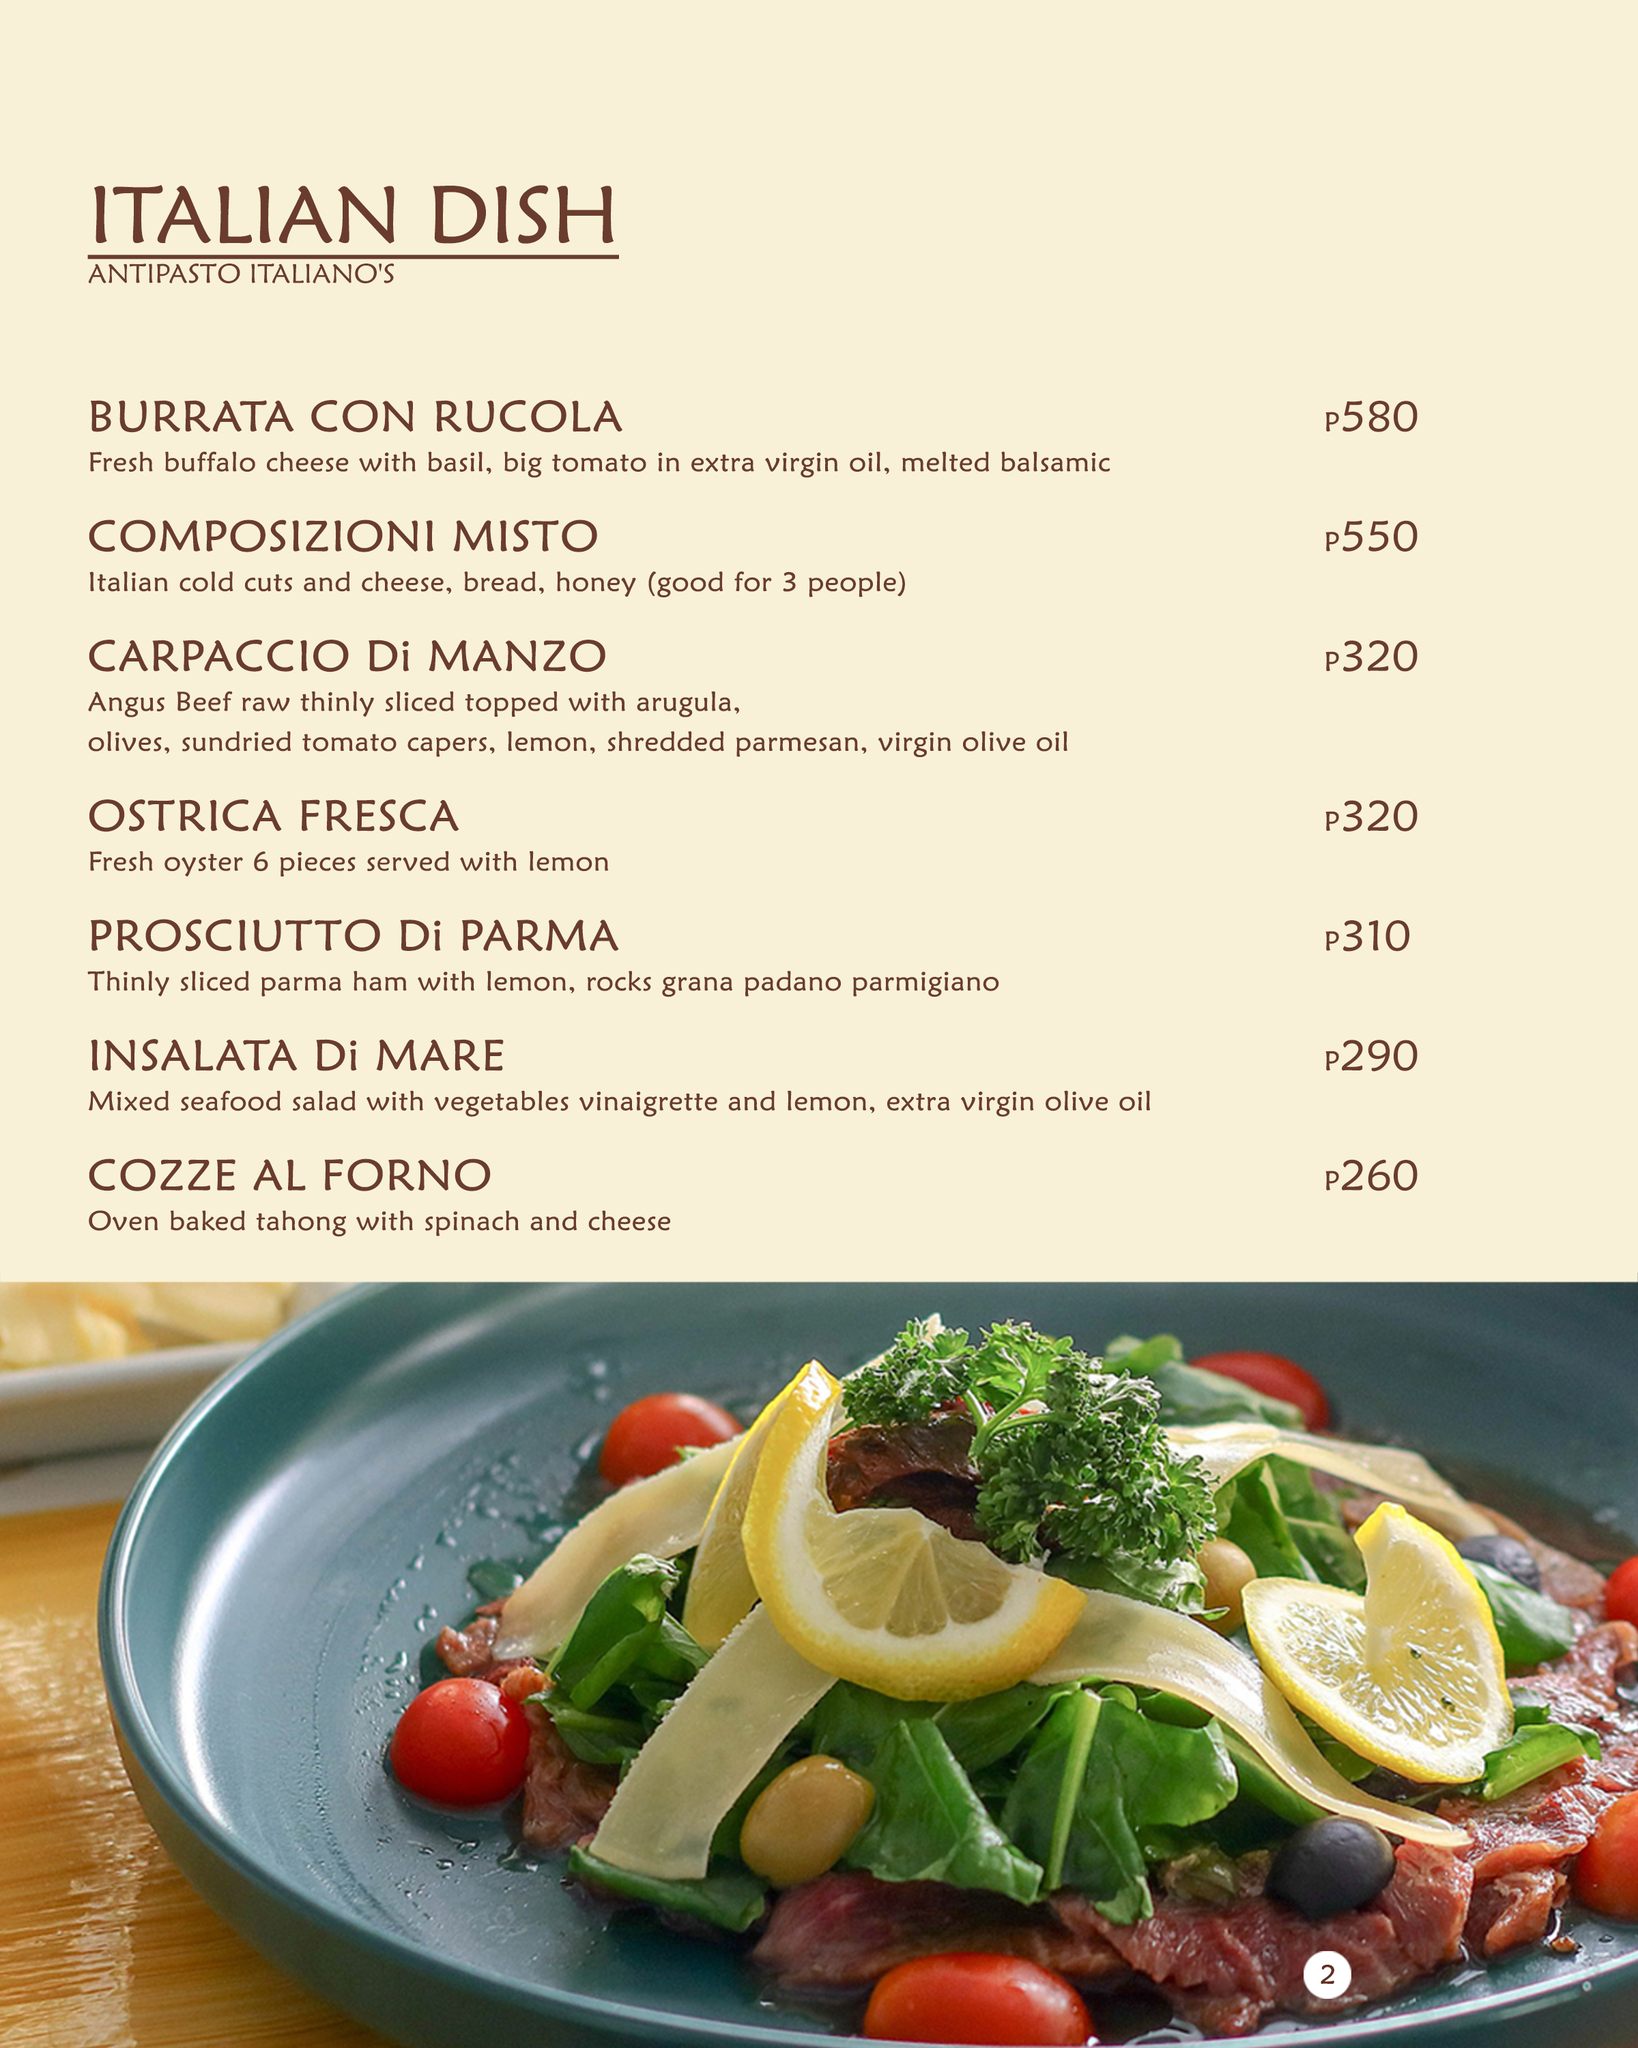 ITALIAN DISH
ANTIPASTO ITALIANO'S
BURRATA CON RUCOLA P580
Fresh buffalo cheese with basil, big tomato in extra virgin oil, melted balsamic
COMPOSIZIONI MISTO P550
Italian cold cuts and cheese, bread, honey (good for 3 people)
CARPACCIO Di MANZO P320
Angus Beef raw thinly sliced topped with arugula,
olives, sundried tomato capers, lemon, shredded parmesan, virgin olive oil
OSTRICA FRESCA P320
Fresh oyster 6 pieces served with lemon
PROSCIUTTO Di PARMA P310
Thinly sliced parma ham with lemon, rocks grana padano parmigiano
INSALATA Di MARE P290
Mixed seafood salad with vegetables vinaigrette and lemon, extra virgin olive oil
COZZE AL FORNO P260
Oven baked tahong with spinach and cheese
2